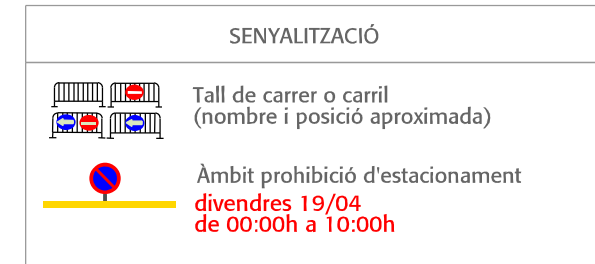 SENYALITZACIÓ
Tall de carrer o carril
(nombre i posició aproximada)
Àmbit prohibició d'estacionament
divendres 19/04
de 00:00h a 10:00h